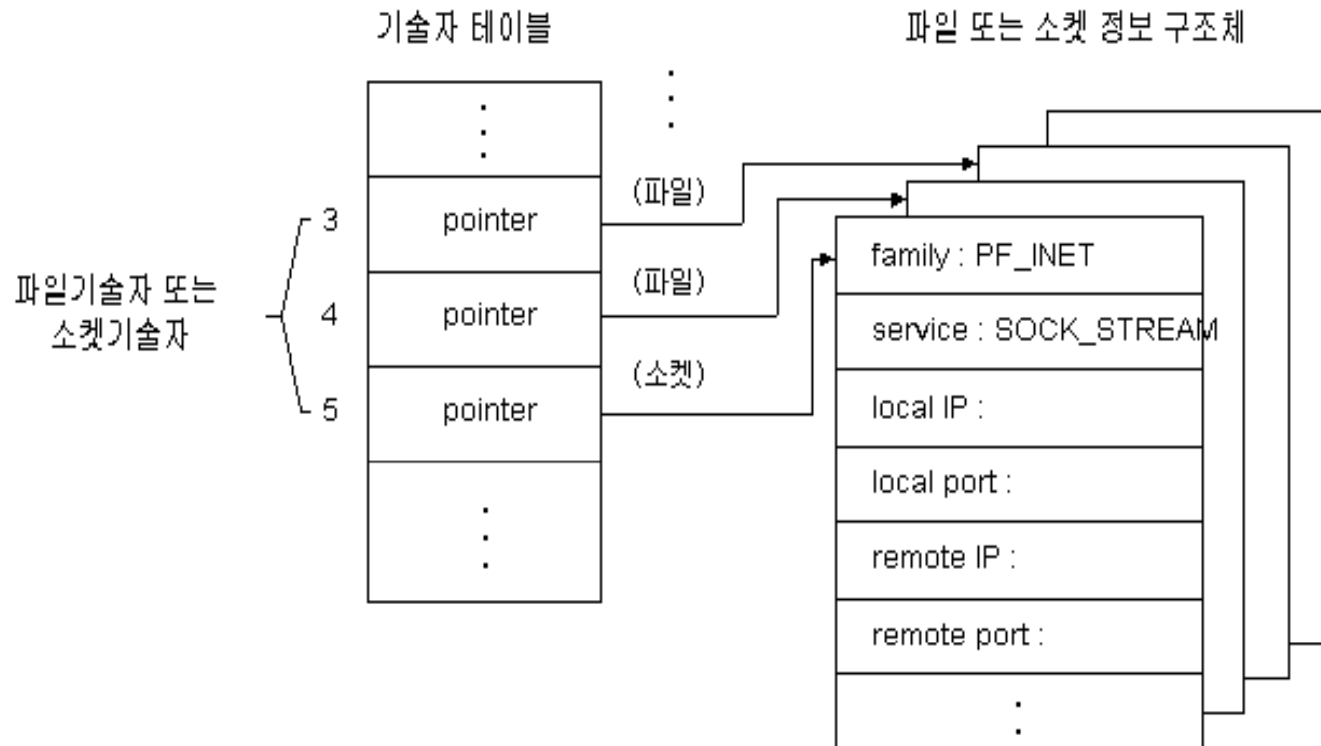 기술자 테이블
파일 또는 소켓 정보 구조체
(파일)
3
pointer
family : PF_INET
(파일)
파일기술자 또는
소켓기술자
4
pointer
service : SOCK_STREAM
(소켓)
5
pointer
local IP :
local port :
remote IP :
remote port :